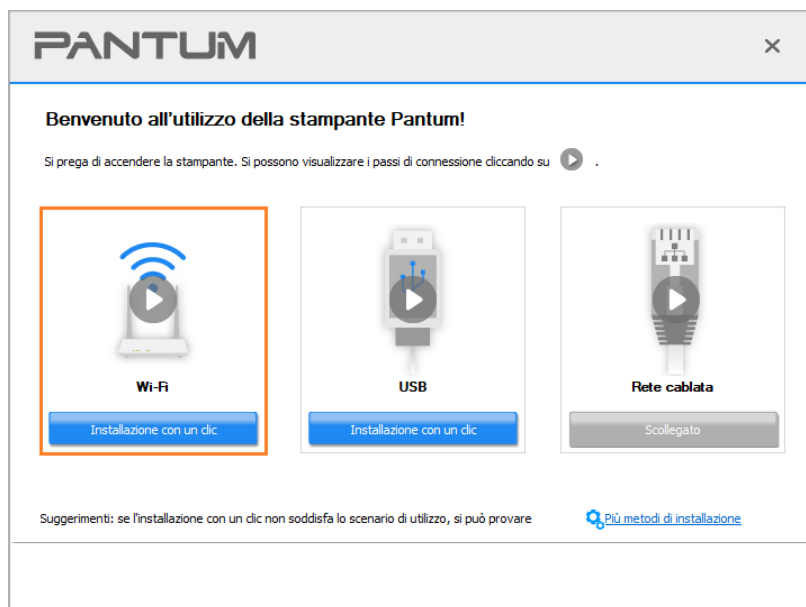 PANTUM
Benvenuto all'utilizzo della stampante Pantum!
Si prega di accendere la stampante. Si possono visualizzare i passi di connessione cliccando su .
Wi-Fi
USB
Rete cablata
Installazione con un clic
Installazione con un clic
Scollegato
Suggerimenti: se l'installazione con un clic non soddisfa lo scenario di utilizzo, si può provare Più metodi di installazione